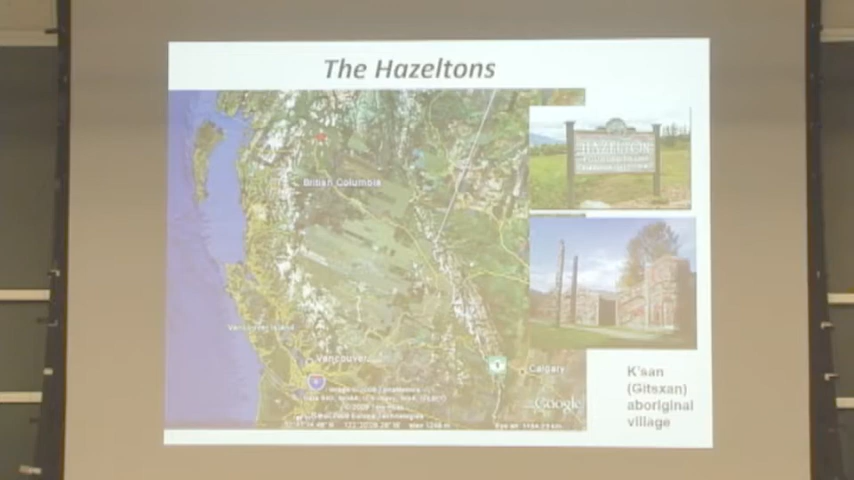 The Hazeltons
HAZELTON
British Columbia
Vancouver Island
Vancouver
Calgary
Google
K'san
(Gitsxan)
aboriginal
village